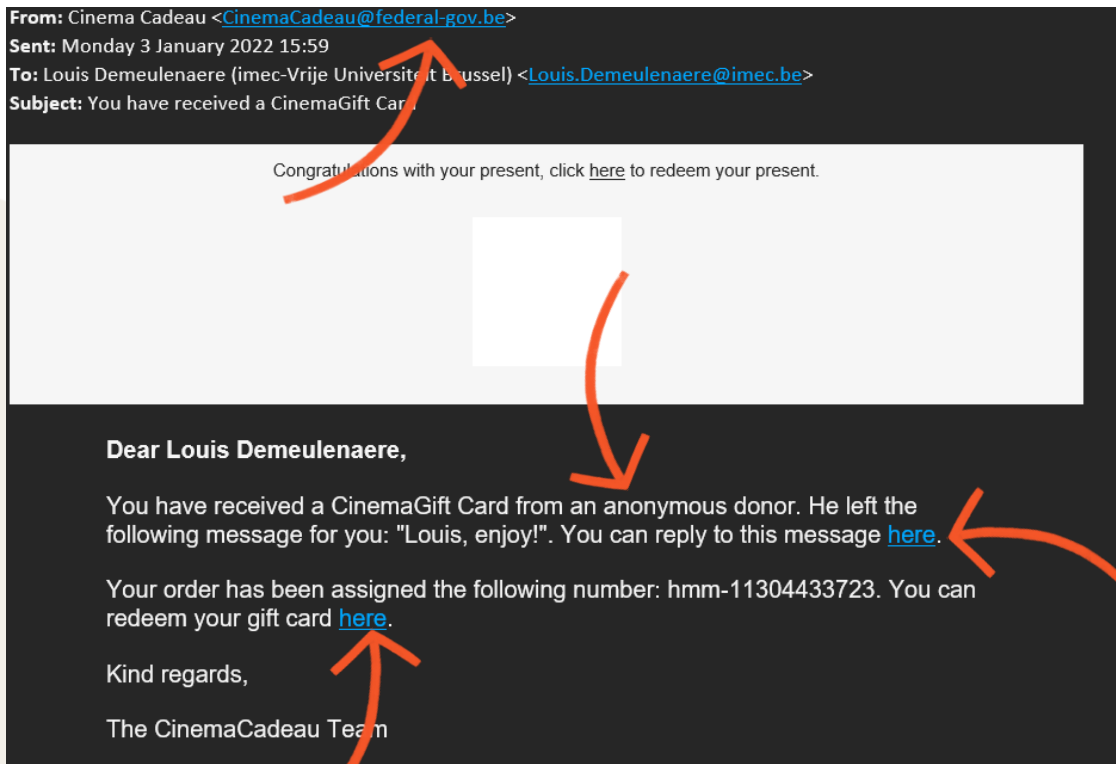 From: Cinema Cadeau <CinemaCadeau@federal-gov.be>
Sent: Monday 3 January 2022 15:59
To: Louis Demeulenaere (imec-Vrije Universiteit Brussel) <Louis.Demeulenaere@imec.be>
Subject: You have received a CinemaGift Card
Congratulations with your present, click here to redeem your present.
Dear Louis Demeulenaere,
You have received a CinemaGift Card from an anonymous donor. He left the
following message for you: "Louis, enjoy!". You can reply to this message here.
Your order has been assigned the following number: hmm-11304433723. You can
redeem your gift card here.
Kind regards,
The CinemaCadeau Team